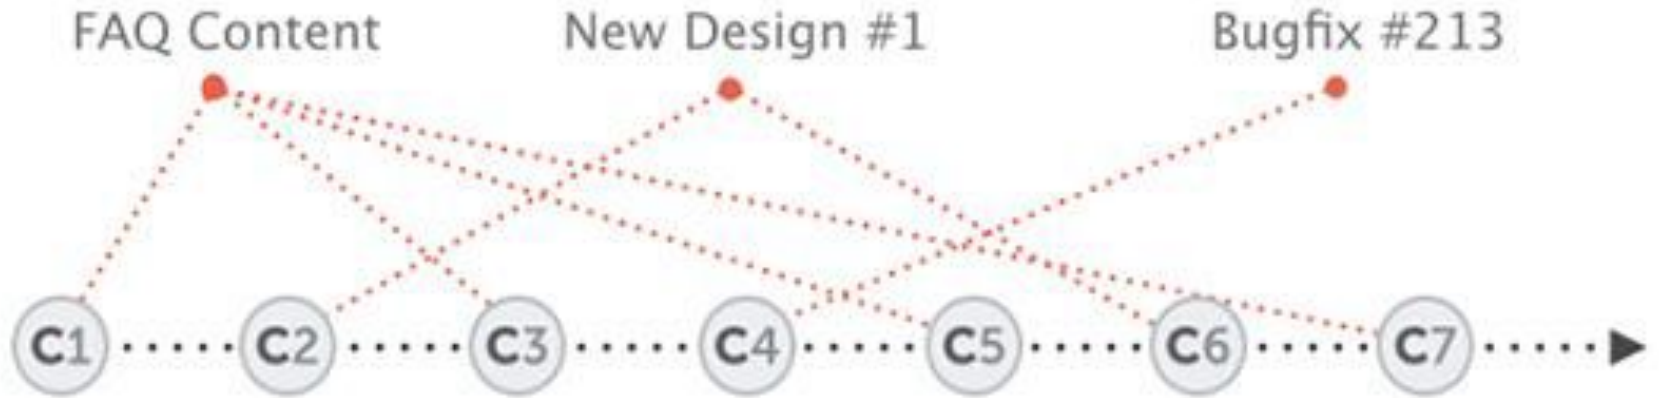 FAQ Content New Design #1 Bugfix #213
C1 C2 C3 C4 C5 C6 C7